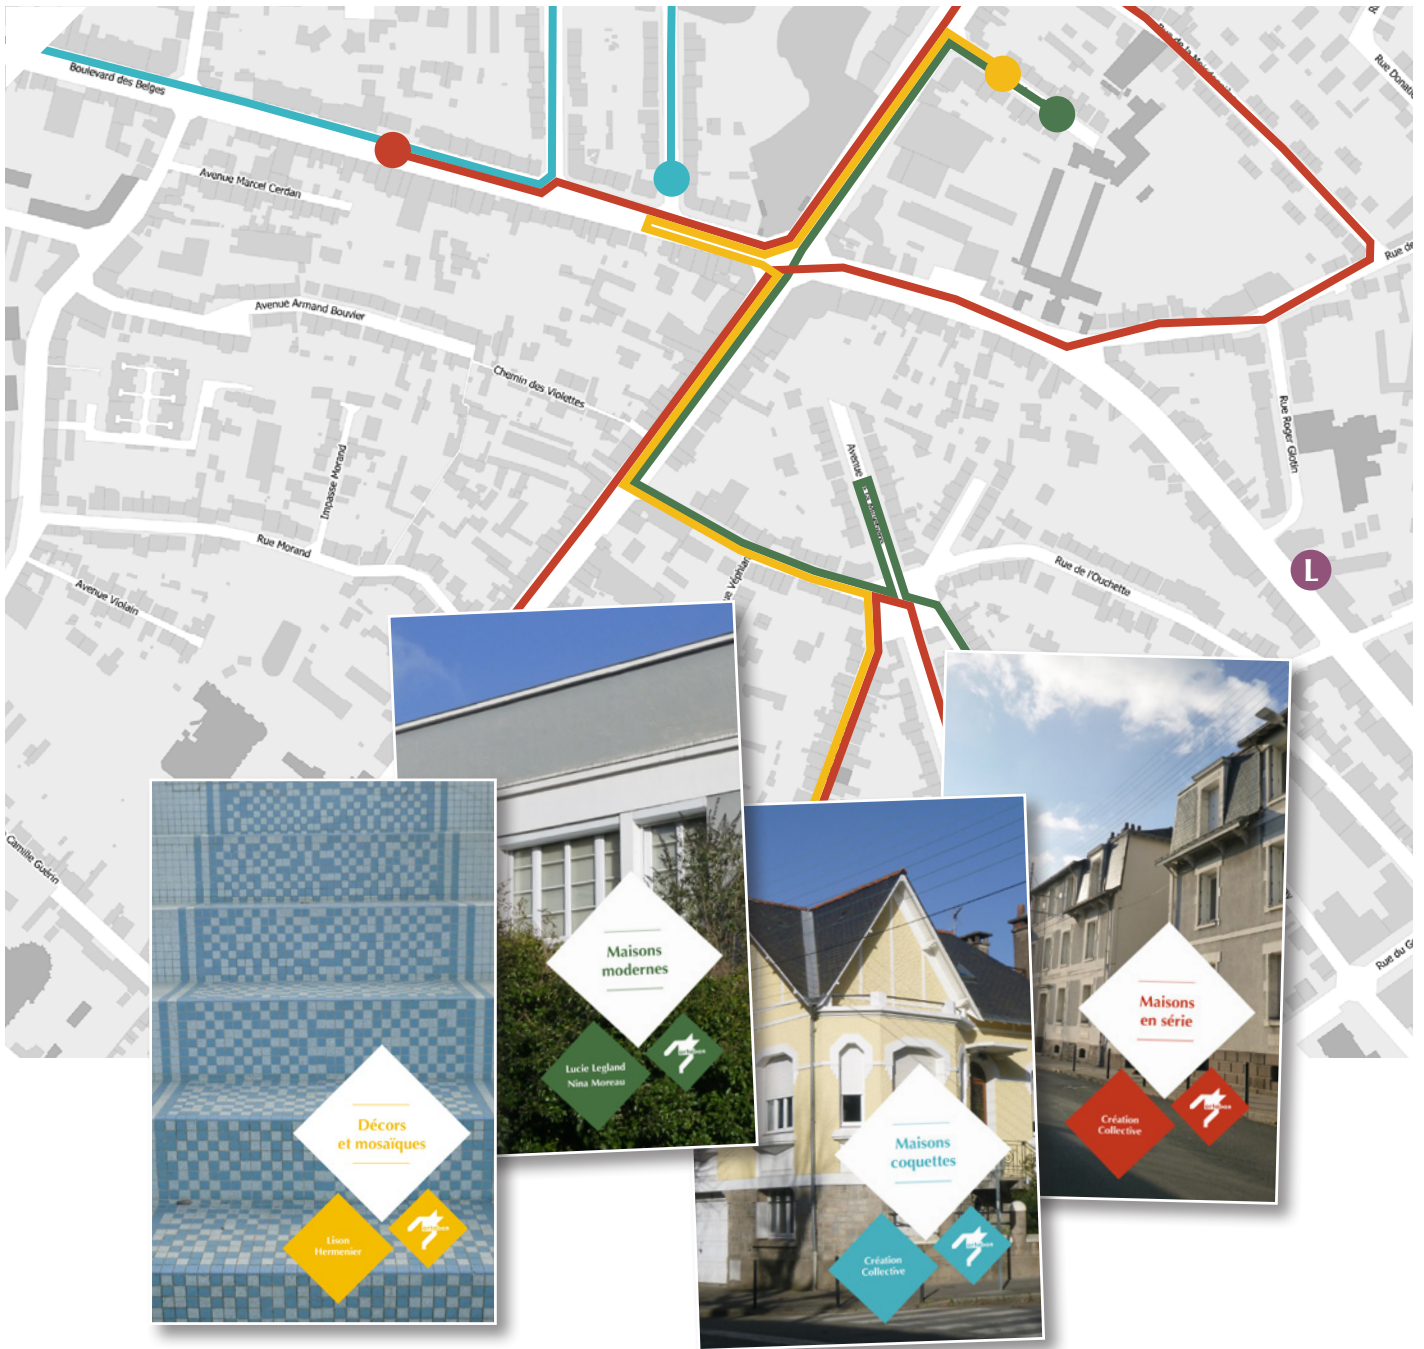 Boulevard des Belges
Avenue Marcel Cerdan
Rue Donatie
Rue de
Avenue Armand Bouvier
Chemin des Violettes
Impasse Morand
Rue Morand
Avenue Violain
Avenue
Rue Roger Glotin
Rue de l'Ouchette
L
Camille Guérin
Rue du G
Maisons
modernes
Lucie Legland
Nina Moreau
Maisons
en série
Création
Collective
Décors
et mosaïques
Lison
Hermenier
Maisons
coquettes
Création
Collective